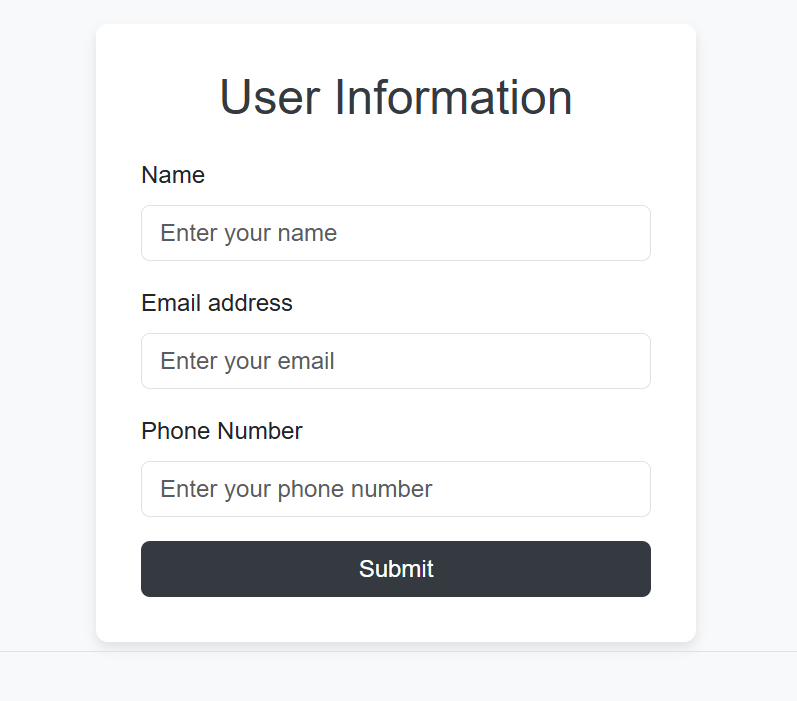 User Information
Name
Enter your name
Email address
Enter your email
Phone Number
Enter your phone number
Submit